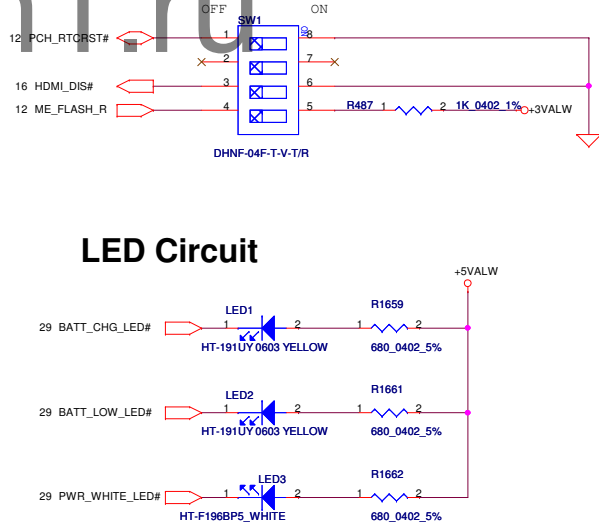 OFF ON
SW1
ON
12 PCH_RTCRST# 1 8
2 7
16 HDMI_DIS# 3 6
12 ME_FLASH_R 4 5 R487 1 2 1K_0402_1% +3VALW
DHNF-04F-T-V-T/R
LED Circuit
+5VALW
LED1 R1659
29 BATT_CHG_LED# 1 2 1 2
HT-191UY 0603 YELLOW 680_0402_5%
LED2 R1661
29 BATT_LOW_LED# 1 2 1 2
HT-191UY 0603 YELLOW 680_0402_5%
LED3 R1662
29 PWR_WHITE_LED# 1 2 1 2
HT-F196BP5_WHITE 680_0402_5%